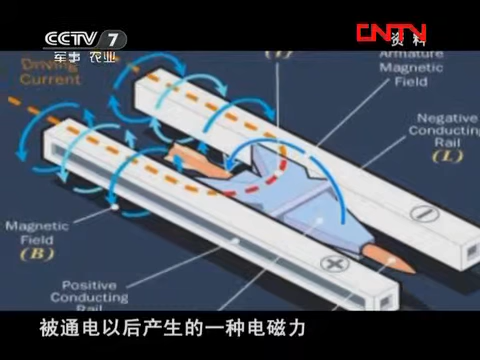 CCTV 7
军事 农业
CNTN
资料
Driving
Current
(I)
Armature
Magnetic
Field
Negative
Conducting
Rail
(L)
Magnetic
Field
(B)
Positive
Conducting
Rail
被通电以后产生的一种电磁力